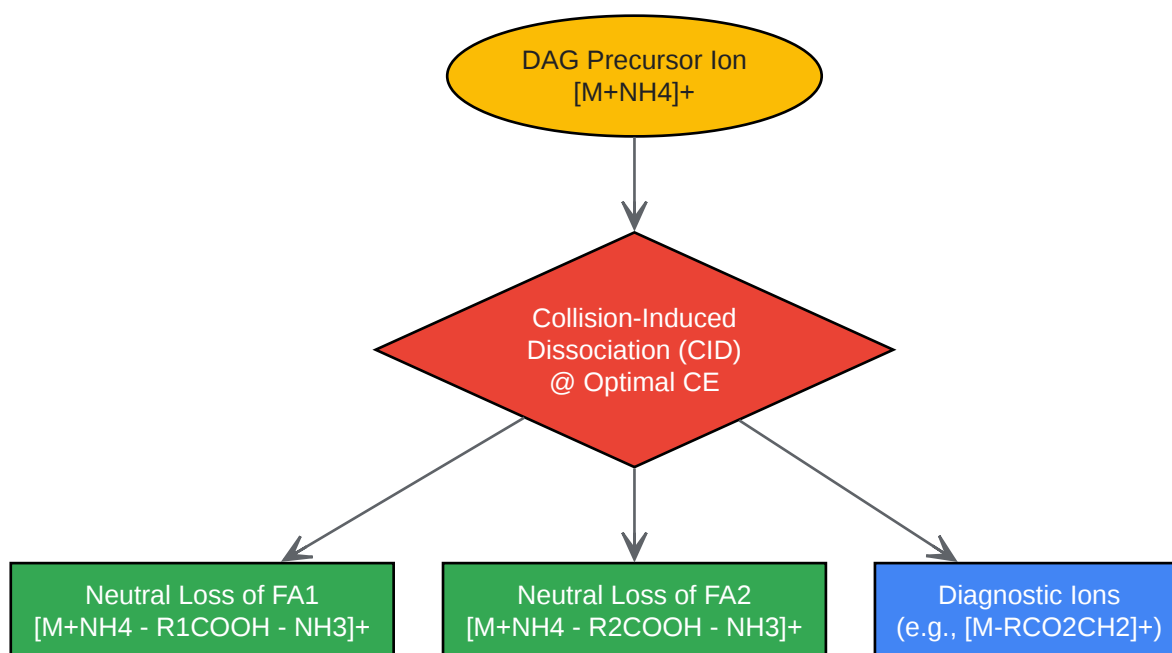 DAG Precursor Ion
[M+NH4]+
Collision-Induced
Dissociation (CID)
@ Optimal CE
Neutral Loss of FA1
[M+NH4 - R1COOH - NH3]+
Neutral Loss of FA2
[M+NH4 - R2COOH - NH3]+
Diagnostic Ions
(e.g., [M-RCO2CH2]+)